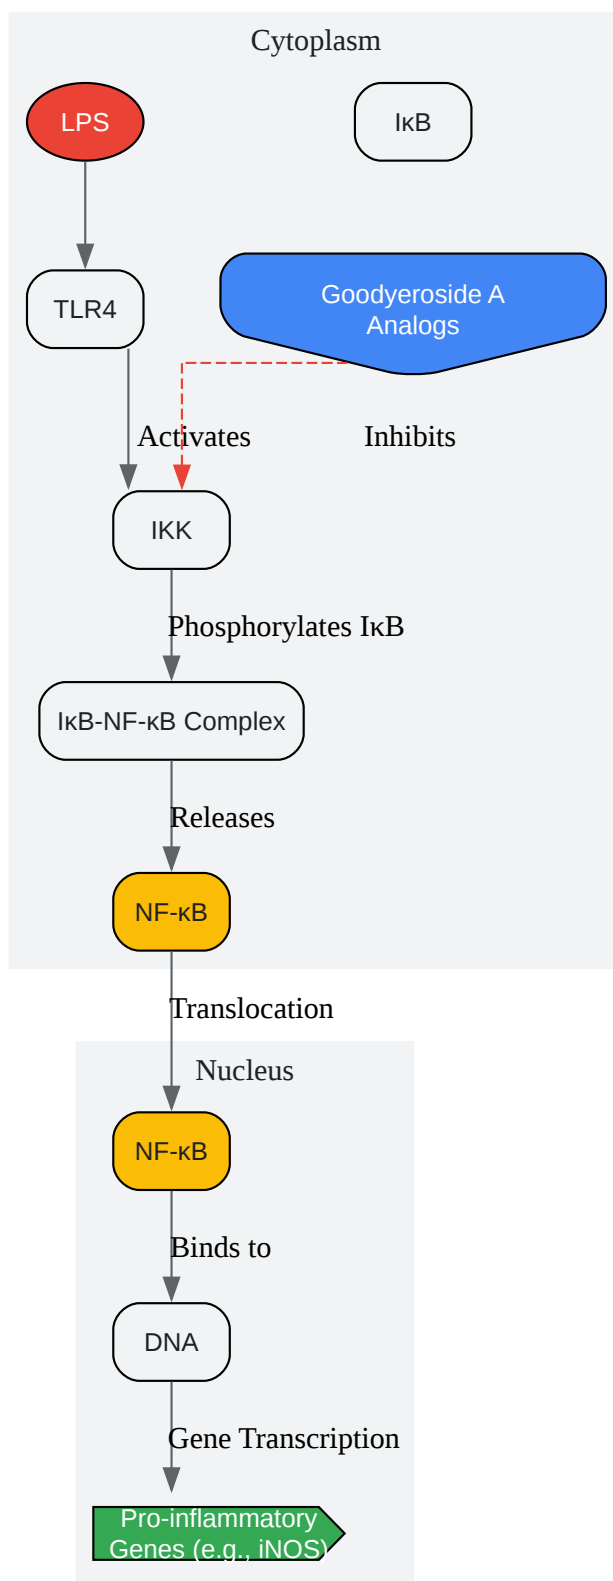 Cytoplasm
LPS
IκB
TLR4
Goodyeroside A
Analogs
Activates
Inhibits
IKK
Phosphorylates IκB
IκB-NF-κB Complex
Releases
NF-κB
Translocation
Nucleus
NF-κB
Binds to
DNA
Gene Transcription
Pro-inflammatory
Genes (e.g., iNOS)